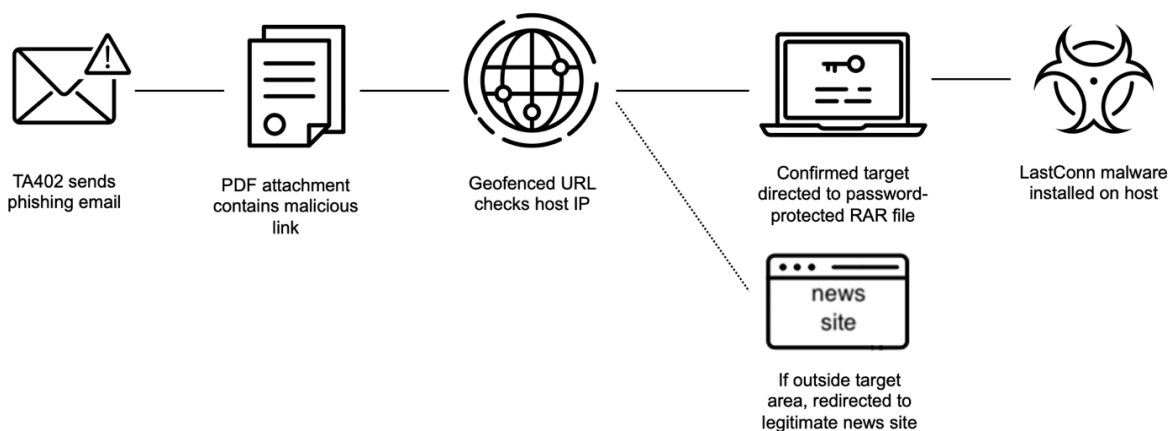 TA402 sends
phishing email
PDF attachment
contains malicious
link
Geofenced URL
checks host IP
Confirmed target
directed to password-
protected RAR file
LastConn malware
installed on host
news
site
If outside target
area, redirected to
legitimate news site